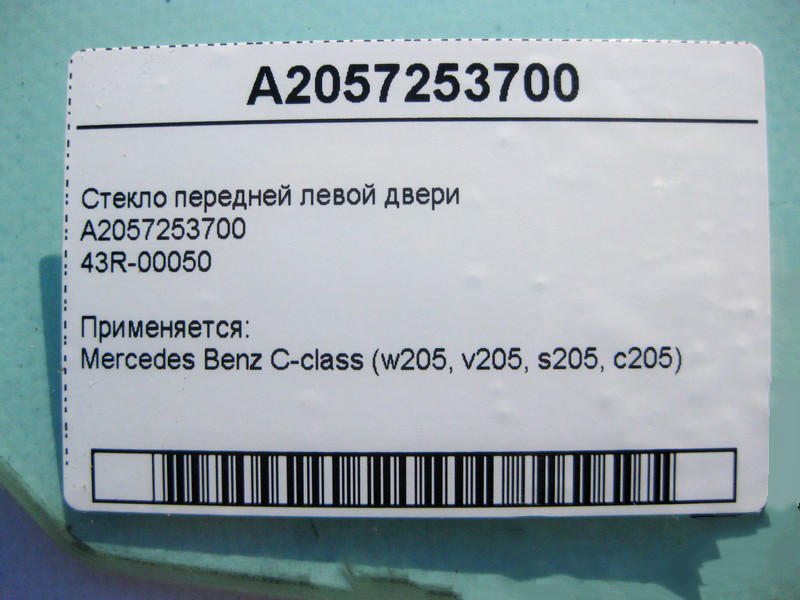 A2057253700
Стекло передней левой двери
A2057253700
43R-00050
Применяется:
Mercedes Benz C-class (w205, v205, s205, c205)